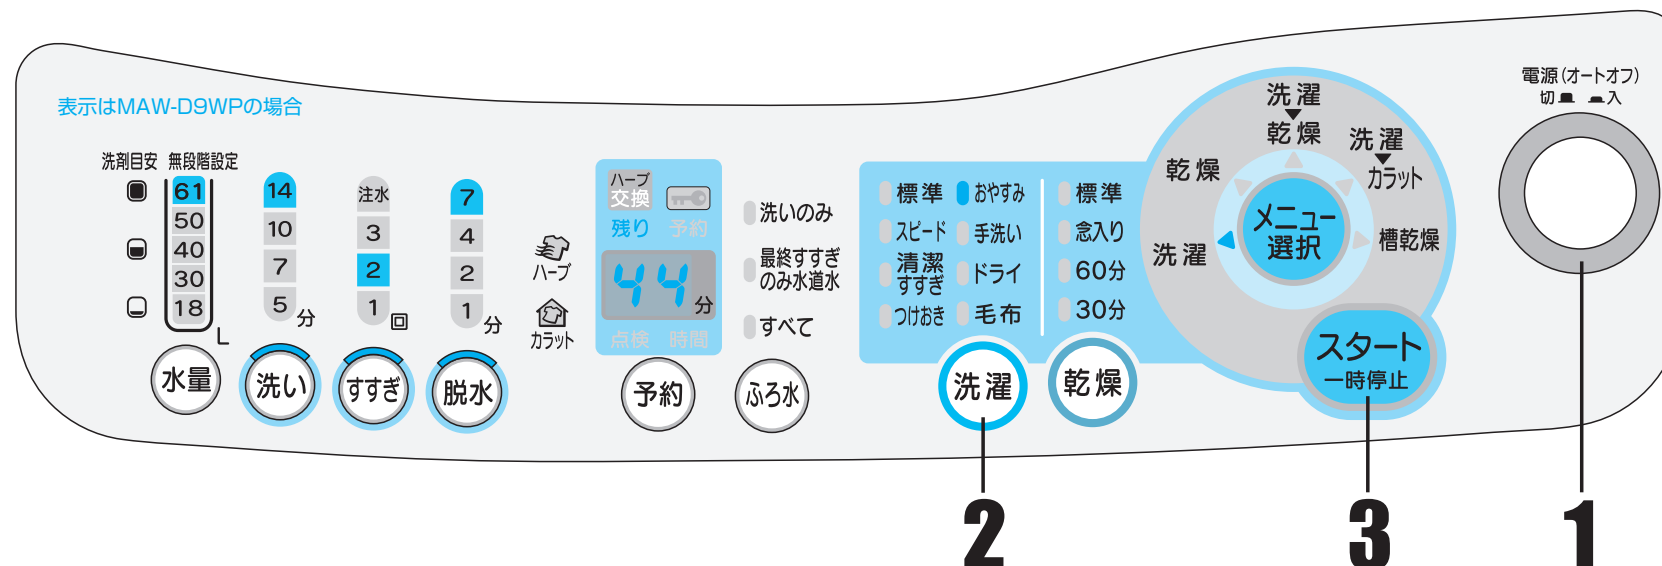 表示はMAW-D9WPの場合
洗剤目安
無段階設定
61
50
40
30
18
L
水量
14
10
7
5
分
洗い
注水
3
2
1
回
すすぎ
7
4
2
1
分
脱水
ハーブ
カラット
ハーブ
交換
残り
予約
44
分
点検
時間
予約
洗いのみ
最終すすぎ
のみ水道水
すべて
ふろ水
標準
スピード
清潔
すすぎ
つけおき
おやすみ
手洗い
ドライ
毛布
洗濯
標準
念入り
60分
30分
乾燥
洗濯
乾燥
洗濯
カラット
乾燥
洗濯
槽乾燥
メニュー
選択
スタート
一時停止
電源(オートオフ)
切
入
2
3
1